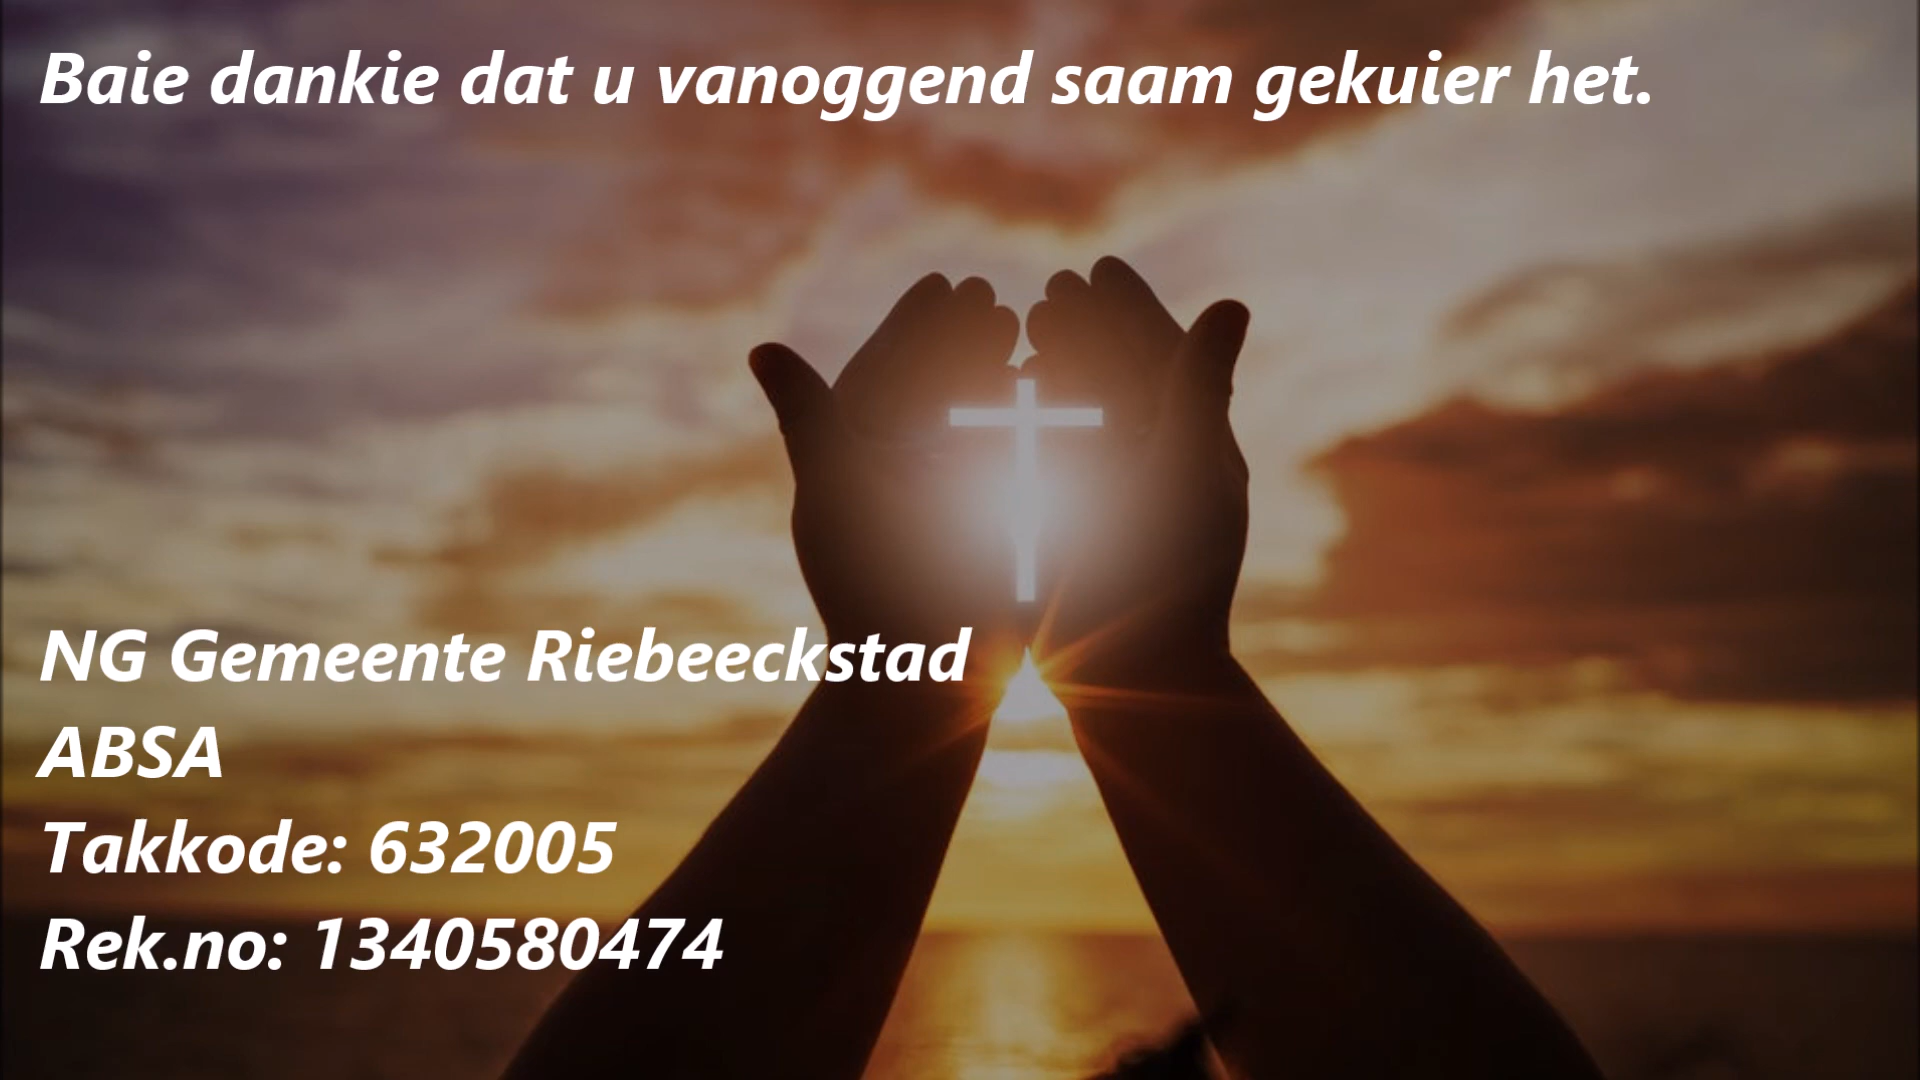 Baie dankie dat u vanoggend saam gekuier het.
NG Gemeente Riebeeckstad
ABSA
Takkode: 632005
Rek.no: 1340580474